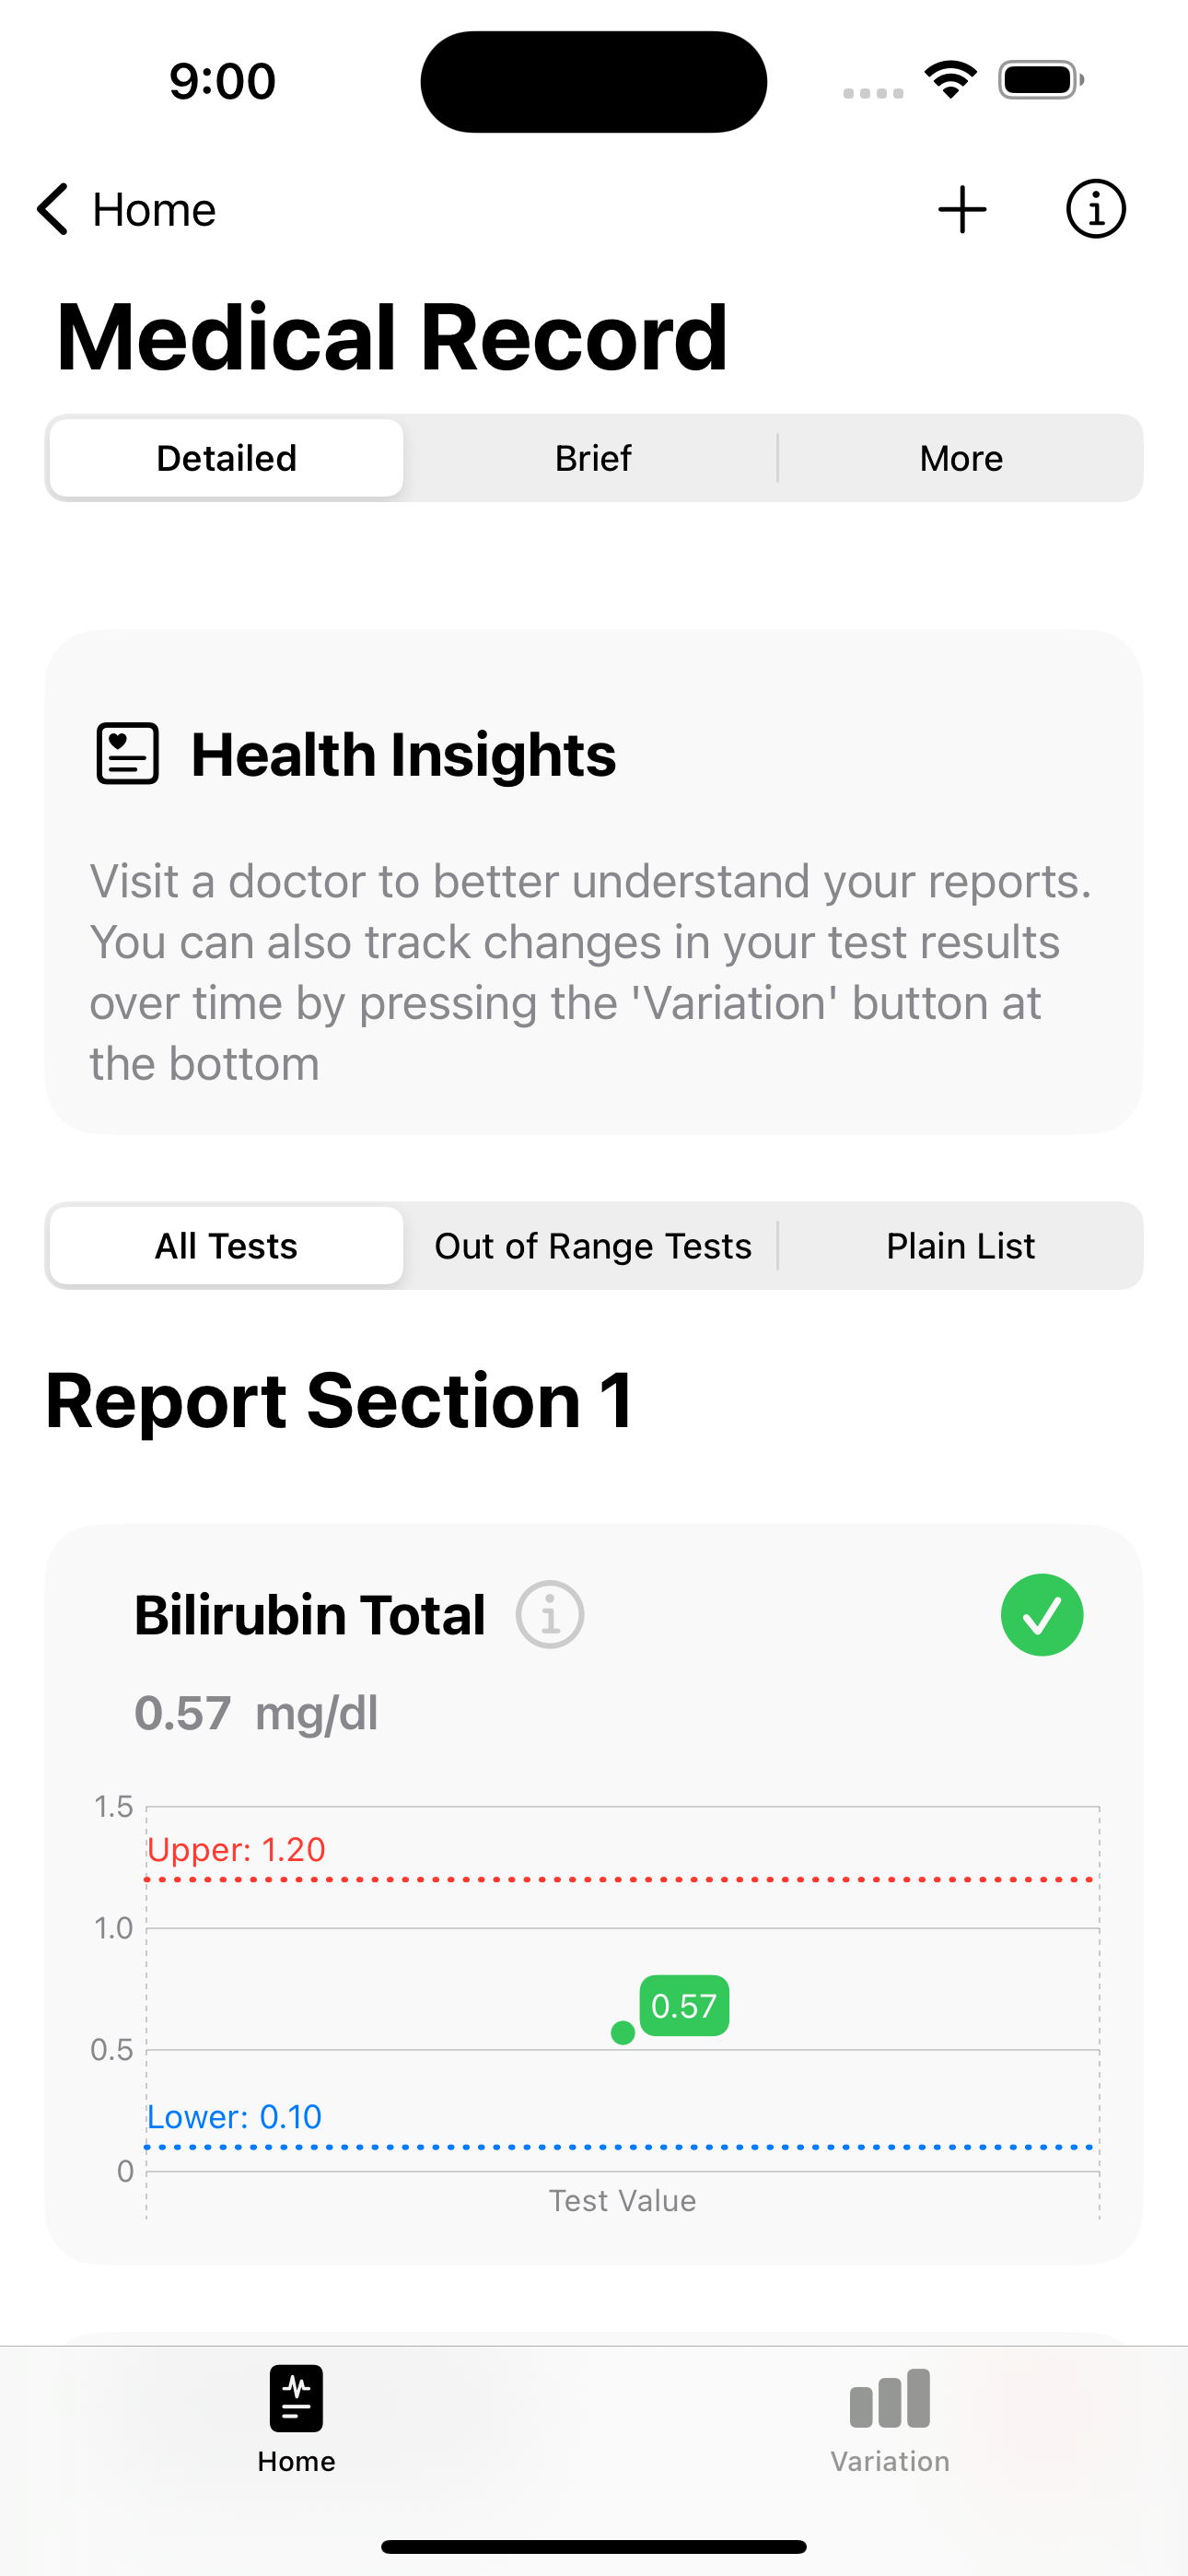 9:00
Home
Medical Record
Detailed Brief More
Health Insights
Visit a doctor to better understand your reports.
You can also track changes in your test results
over time by pressing the 'Variation' button at
the bottom
All Tests Out of Range Tests Plain List
Report Section 1
Bilirubin Total
0.57 mg/dl
1.5
Upper: 1.20
1.0
0.57
0.5
Lower: 0.10
0
Test Value
Home Variation